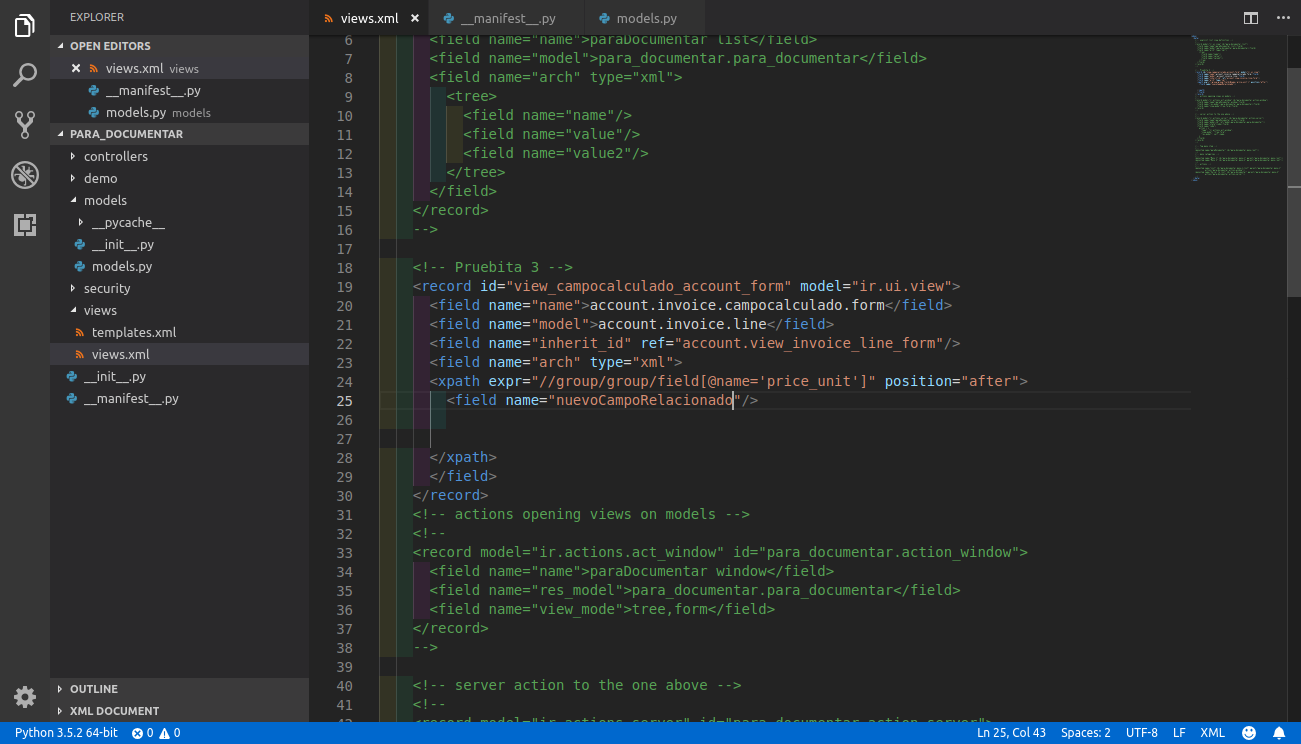 EXPLORER
OPEN EDITORS
views.xml views
__manifest__.py
models.py models
PARA_DOCUMENTAR
controllers
demo
models
__pycache__
__init__.py
models.py
security
views
templates.xml
views.xml
__init__.py
__manifest__.py
OUTLINE
XML DOCUMENT
views.xml × __manifest__.py models.py
6 <field name="name">paraDocumentar list</field>
7 <field name="model">para_documentar.para_documentar</field>
8 <field name="arch" type="xml">
9 <tree>
10 <field name="name"/>
11 <field name="value"/>
12 <field name="value2"/>
13 </tree>
14 </field>
15 </record>
16 -->
17
18 <!-- Pruebita 3 -->
19 <record id="view_campocalculado_account_form" model="ir.ui.view">
20 <field name="name">account.invoice.campocalculado.form</field>
21 <field name="model">account.invoice.line</field>
22 <field name="inherit_id" ref="account.view_invoice_line_form"/>
23 <field name="arch" type="xml">
24 <xpath expr="//group/group/field[@name='price_unit']" position="after">
25 <field name="nuevoCampoRelacionado"/>
26
27
28 </xpath>
29 </field>
30 </record>
31 <!-- actions opening views on models -->
32 <!--
33 <record model="ir.actions.act_window" id="para_documentar.action_window">
34 <field name="name">paraDocumentar window</field>
35 <field name="res_model">para_documentar.para_documentar</field>
36 <field name="view_mode">tree,form</field>
37 </record>
38 -->
39
40 <!-- server action to the one above -->
41 <!--
42 <record model="ir.actions.server" id="para_documentar.action_server">
Python 3.5.2 64-bit 0 0 Ln 25, Col 43 Spaces: 2 UTF-8 LF XML